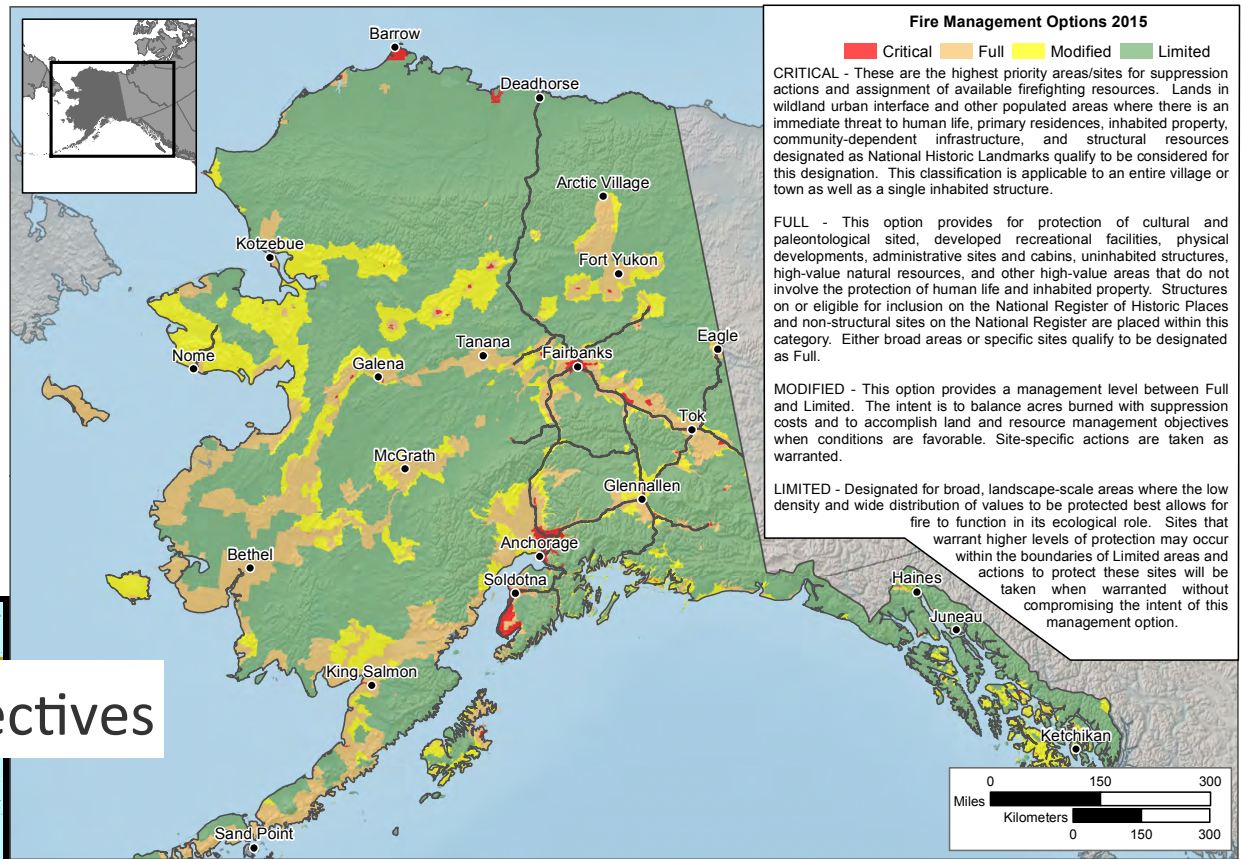 Fire Management Options 2015
Critical Full Modified Limited
CRITICAL - These are the highest priority areas/sites for suppression
actions and assignment of available firefighting resources. Lands in
wildland urban interface and other populated areas where there is an
immediate threat to human life, primary residences, inhabited property,
community-dependent infrastructure, and structural resources
designated as National Historic Landmarks qualify to be considered for
this designation. This classification is applicable to an entire village or
town as well as a single inhabited structure.
FULL - This option provides for protection of cultural and
paleontological sited, developed recreational facilities, physical
developments, administrative sites and cabins, uninhabited structures,
high-value natural resources, and other high-value areas that do not
involve the protection of human life and inhabited property. Structures
on or eligible for inclusion on the National Register of Historic Places
and non-structural sites on the National Register are placed within this
category. Either broad areas or specific sites qualify to be designated
as Full.
MODIFIED - This option provides a management level between Full
and Limited. The intent is to balance acres burned with suppression
costs and to accomplish land and resource management objectives
when conditions are favorable. Site-specific actions are taken as
warranted.
LIMITED - Designated for broad, landscape-scale areas where the low
density and wide distribution of values to be protected best allows for
fire to function in its ecological role. Sites that
warrant higher levels of protection may occur
within the boundaries of Limited areas and
actions to protect these sites will be
taken when warranted without
compromising the intent of this
management option.
Barrow
Deadhorse
Arctic Village
Kotzebue
Fort Yukon
Eagle
Tanana
Fairbanks
Nome
Galena
Tok
McGrath
Glennallen
Anchorage
Bethel
Soldotna
Haines
Juneau
King Salmon
ectives
Ketchikan
Sand Point
0 150 300
Miles
Kilometers
0 150 300